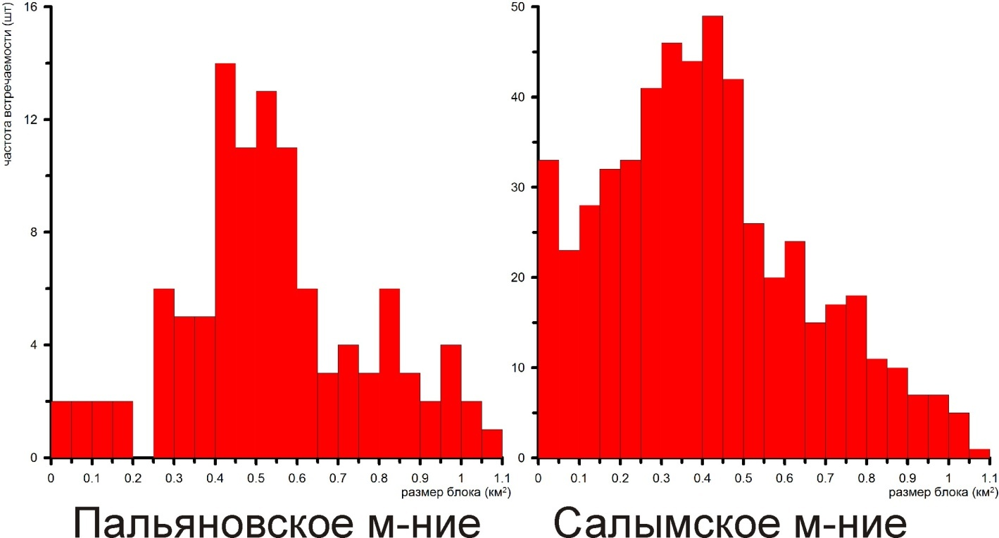 частота встречаемости (шт)
16
12
8
4
0
0 0.1 0.2 0.3 0.4 0.5 0.6 0.7 0.8 0.9 1 1.1
размер блока (км²)
Пальяновское м-ние
50
40
30
20
10
0
0 0.1 0.2 0.3 0.4 0.5 0.6 0.7 0.8 0.9 1 1.1
размер блока (км²)
Салымское м-ние